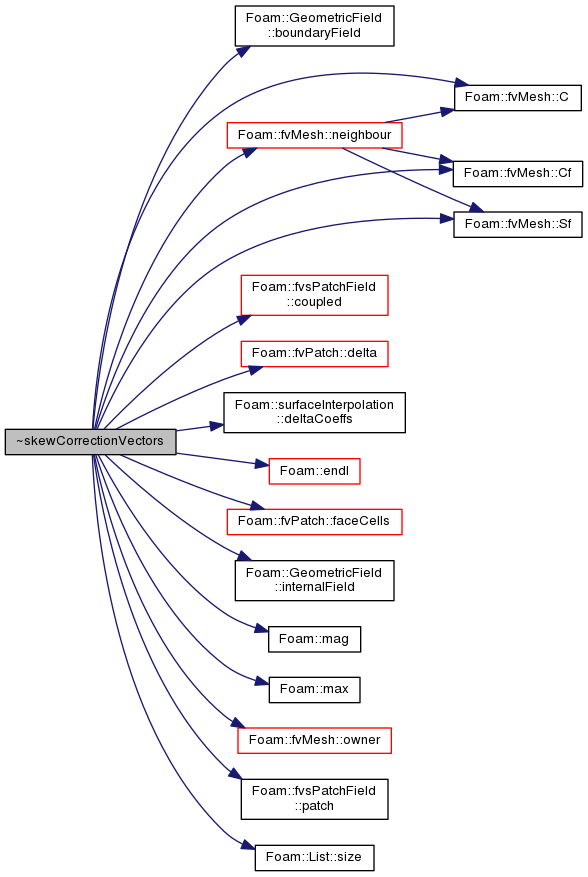 Foam::GeometricField
::boundaryField
Foam::fvMesh::C
Foam::fvMesh::neighbour
Foam::fvMesh::Cf
Foam::fvMesh::Sf
Foam::fvsPatchField
::coupled
Foam::fvPatch::delta
Foam::surfaceInterpolation
::deltaCoeffs
~skewCorrectionVectors
Foam::endl
Foam::fvPatch::faceCells
Foam::GeometricField
::internalField
Foam::mag
Foam::max
Foam::fvMesh::owner
Foam::fvsPatchField
::patch
Foam::List::size